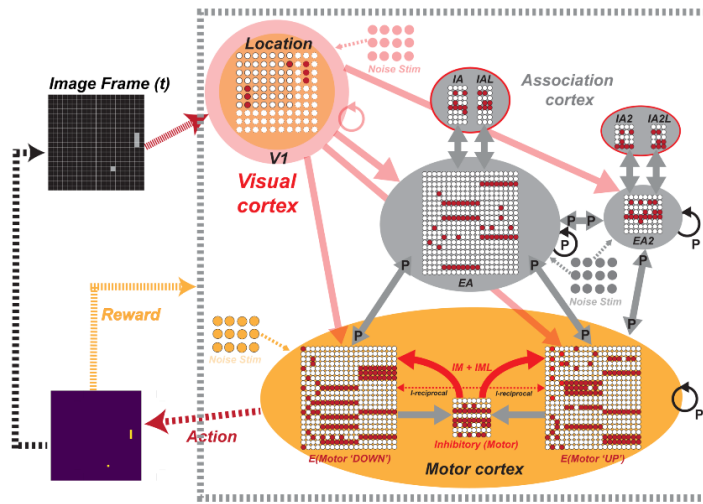 Location
Noise Stim
Image Frame (t)
IA
IAL
Association
cortex
IA2
IA2L
V1
Visual
cortex
P
P
P
EA2
P
EA
P
P
P
P
Noise Stim
Reward
Noise Stim
IM + IML
I-reciprocal
I-reciprocal
P
Action
Inhibitory (Motor)
E(Motor 'DOWN')
Motor cortex
E(Motor 'UP')